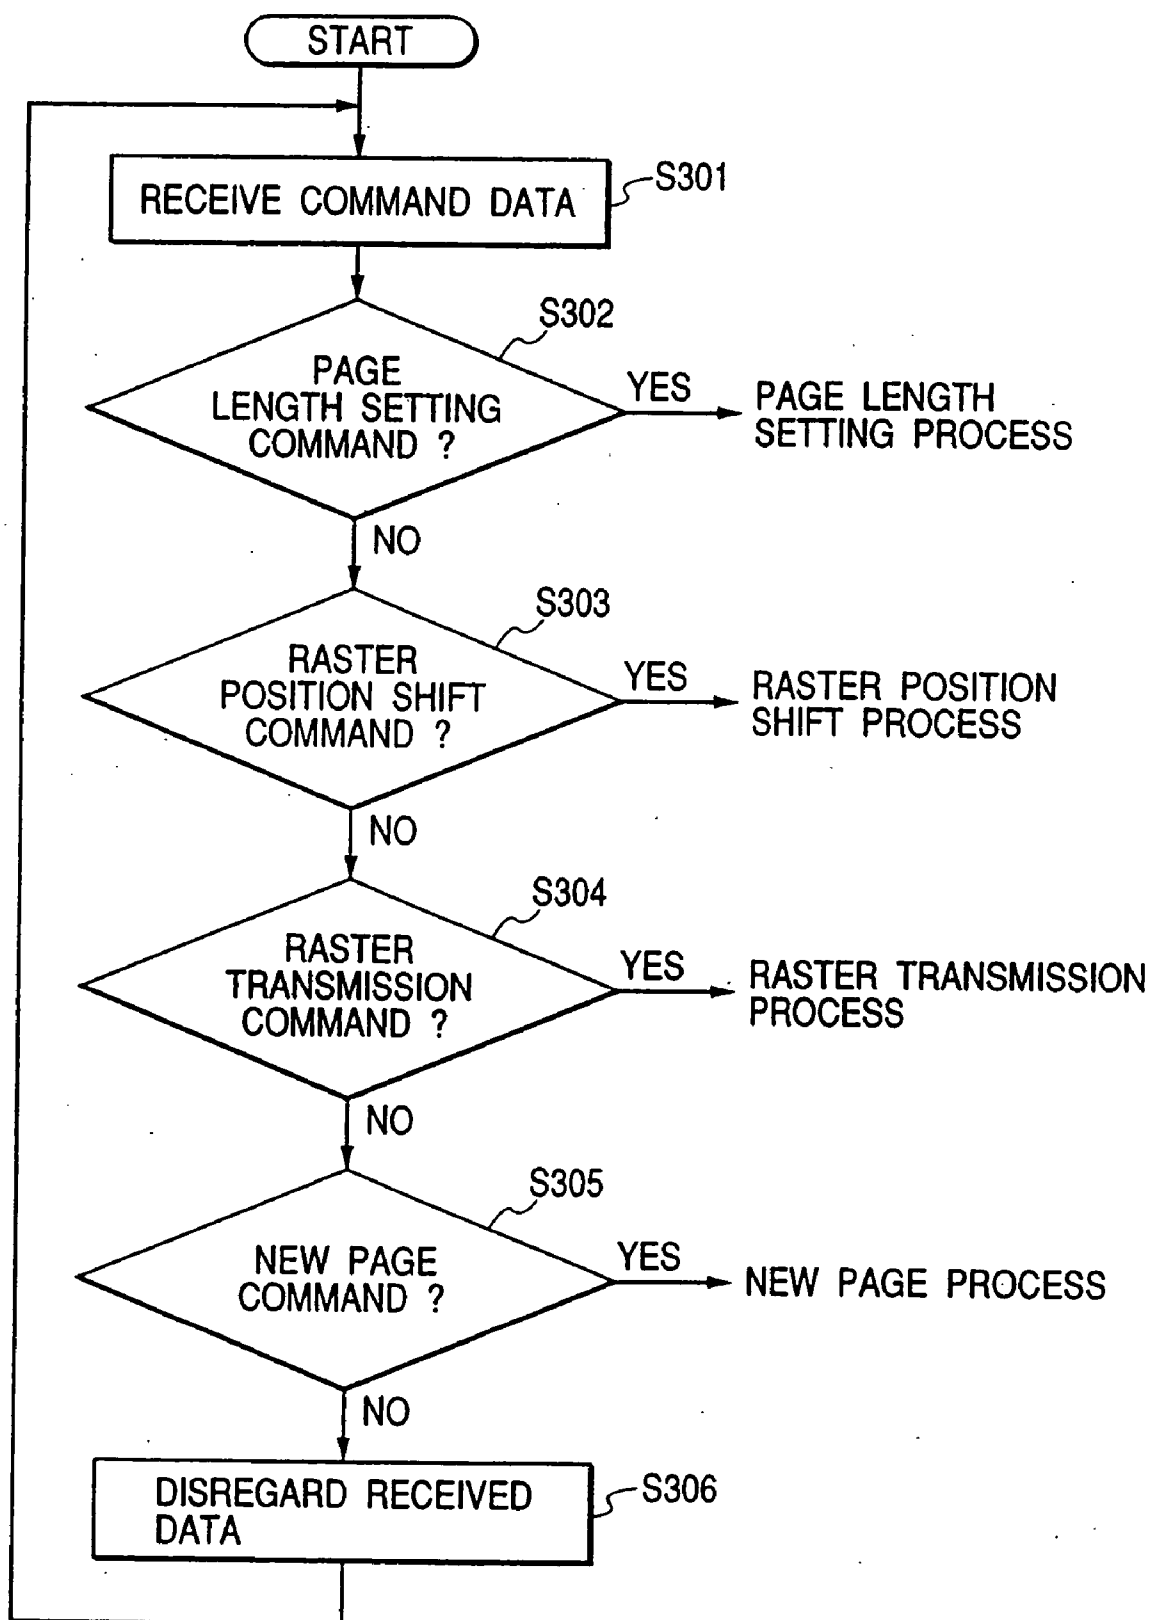 START
RECEIVE COMMAND DATA
S301
S302
PAGE
LENGTH SETTING
COMMAND ?
YES
PAGE LENGTH
SETTING PROCESS
NO
S303
RASTER
POSITION SHIFT
COMMAND ?
YES
RASTER POSITION
SHIFT PROCESS
NO
S304
RASTER
TRANSMISSION
COMMAND ?
YES
RASTER TRANSMISSION
PROCESS
NO
S305
NEW PAGE
COMMAND ?
YES
NEW PAGE PROCESS
NO
DISREGARD RECEIVED
DATA
S306